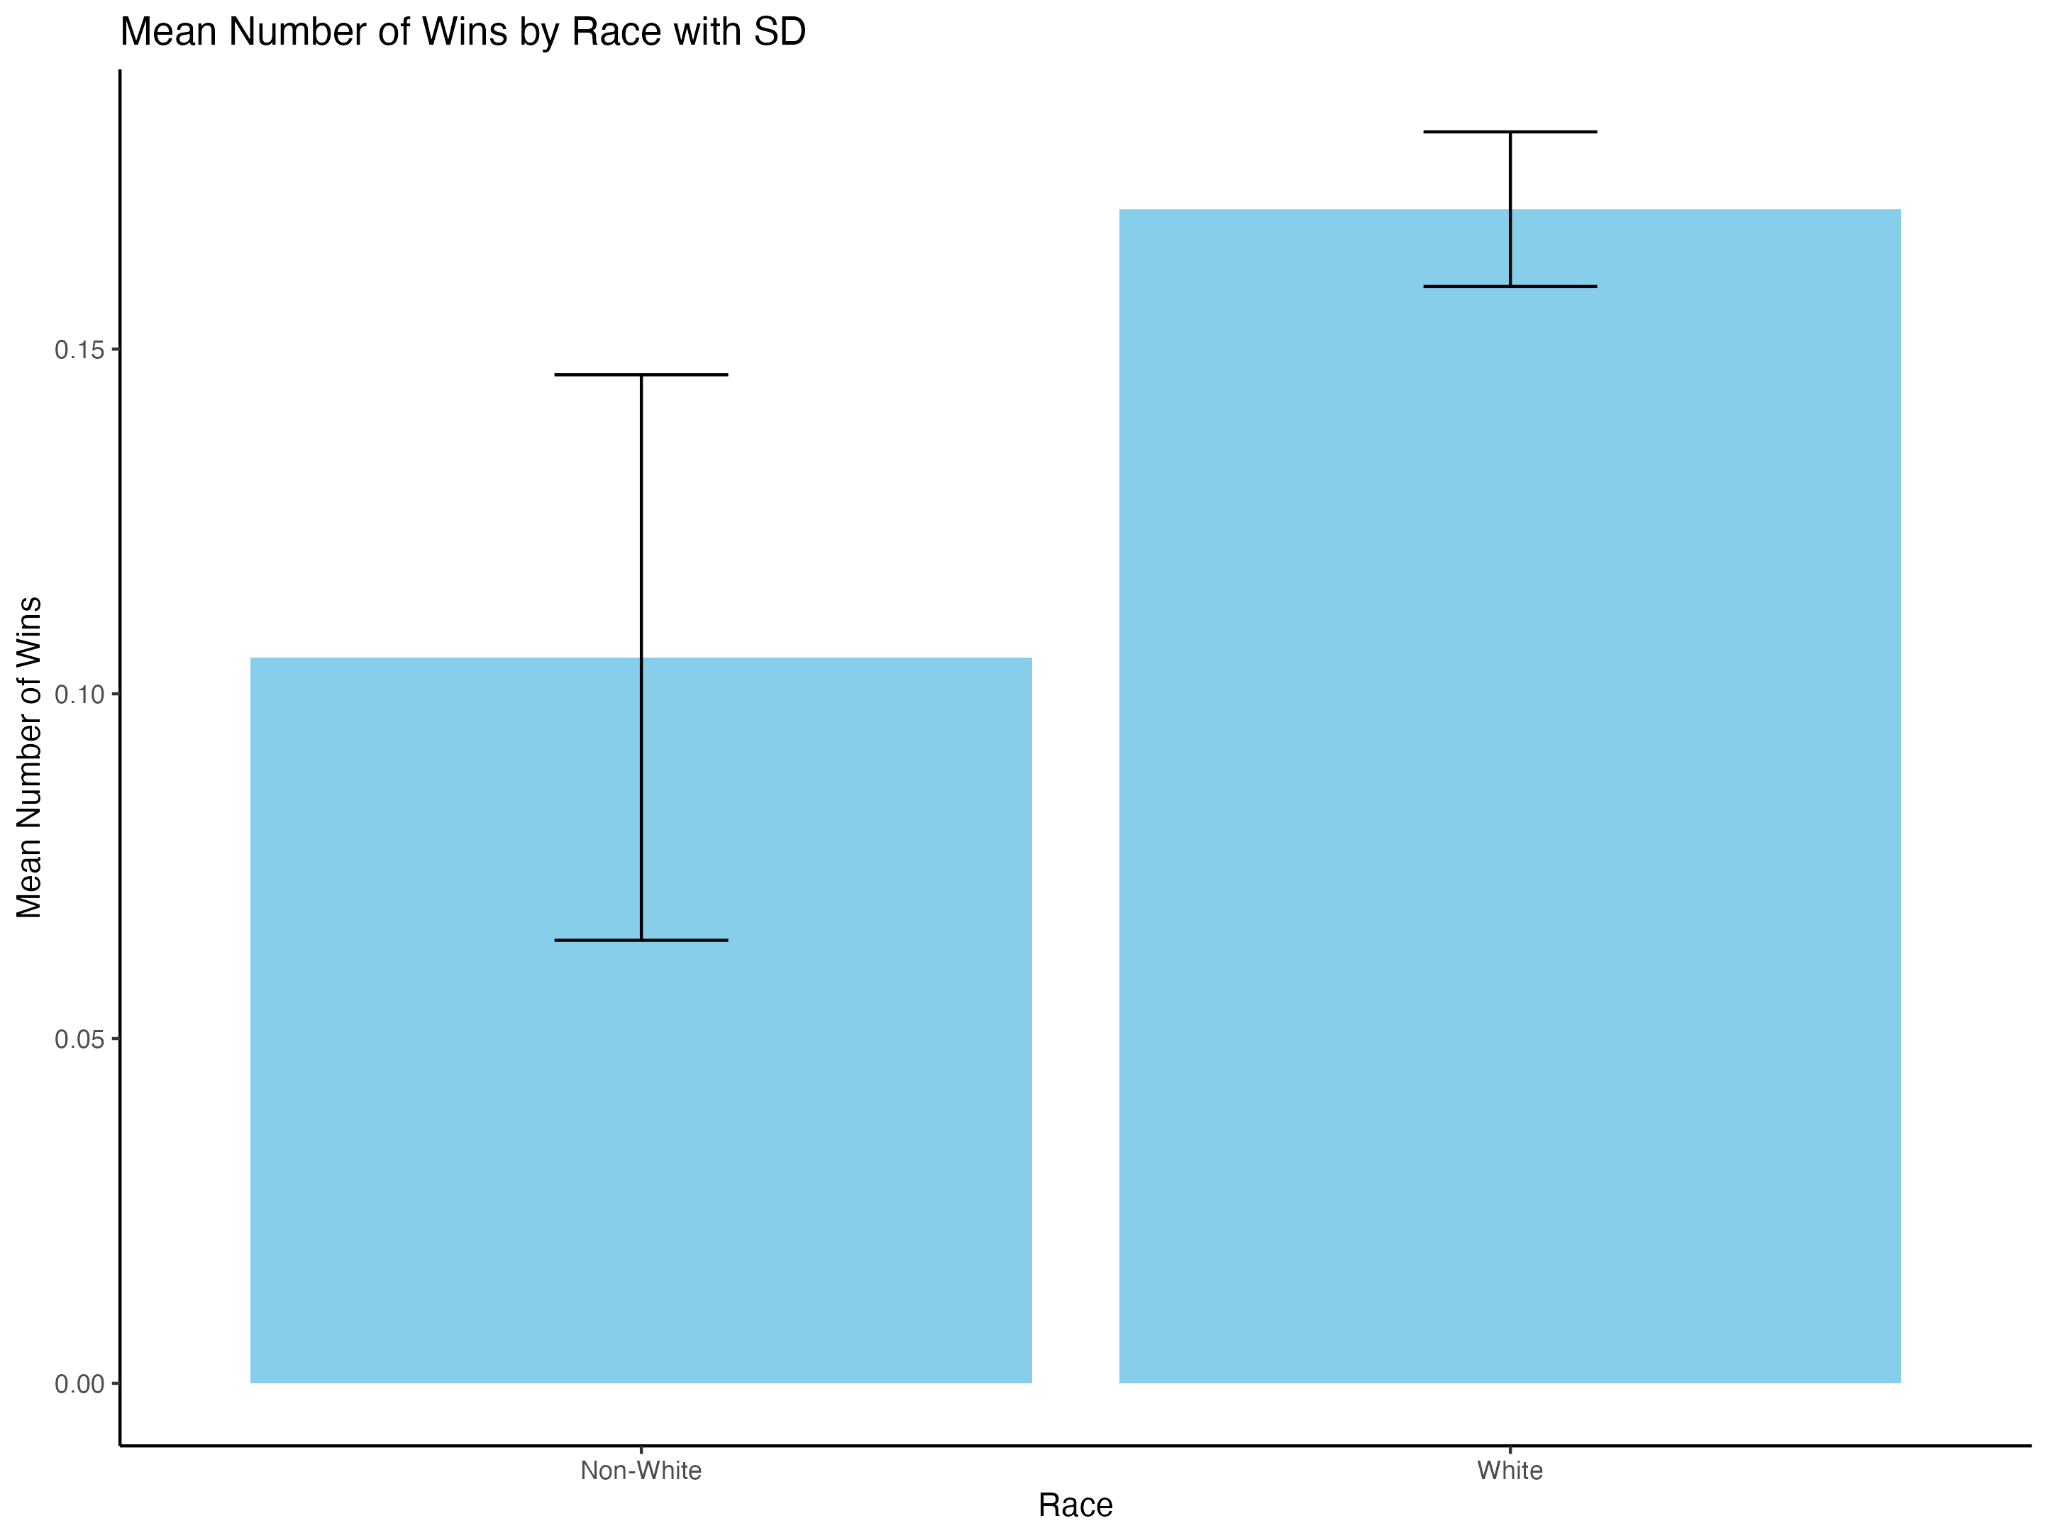 Mean Number of Wins by Race with SD
Mean Number of Wins
0.15
0.10
0.05
0.00
Non-White
White
Race